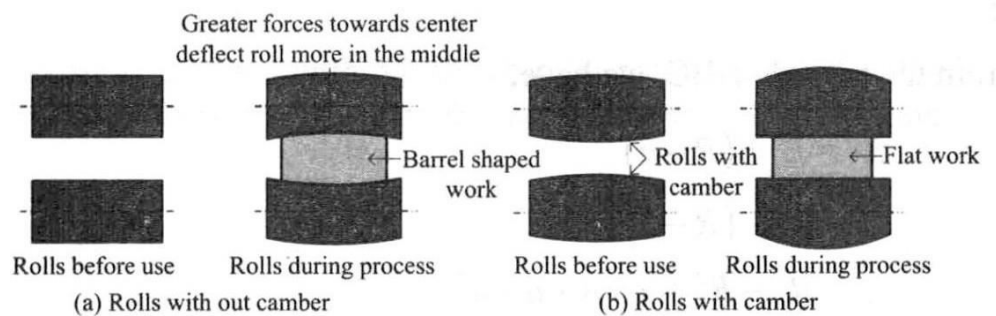 Greater forces towards center
deflect roll more in the middle
Barrel shaped
work
Rolls with
camber
Flat work
Rolls before use
Rolls during process
Rolls before use
Rolls during process
(a) Rolls with out camber
(b) Rolls with camber